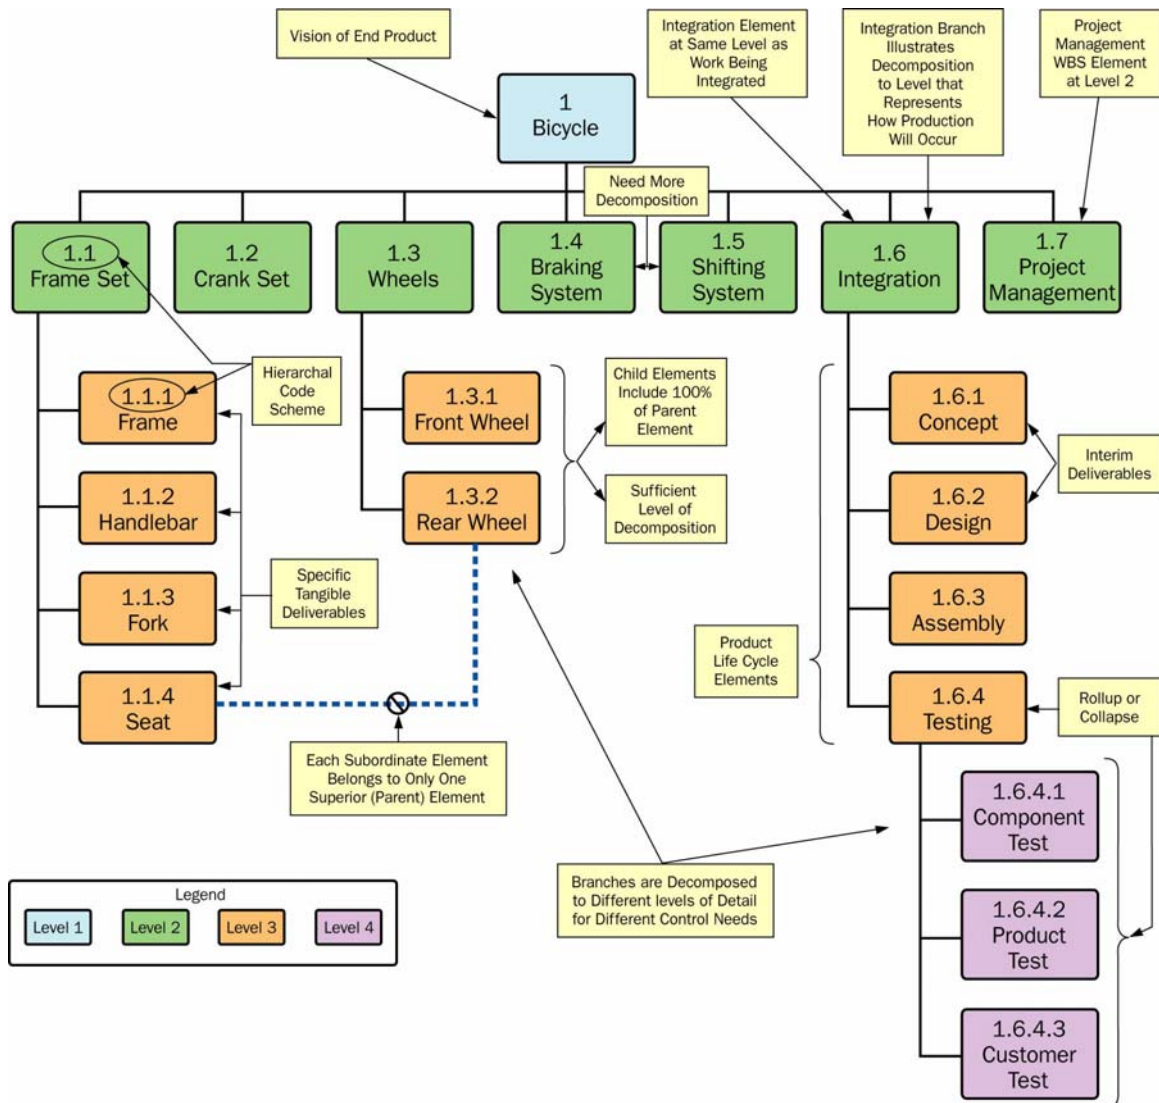 Vision of End Product
Integration Element
at Same Level as
Work Being
Integrated
Integration Branch
Illustrates
Decomposition
to Level that
Represents
How Production
Will Occur
Project
Management
WBS Element
at Level 2
1
Bicycle
Need More
Decomposition
1.1
Frame Set
1.2
Crank Set
1.3
Wheels
1.4
Braking
System
1.5
Shifting
System
1.6
Integration
1.7
Project
Management
Hierarchal
Code
Scheme
1.1.1
Frame
1.1.2
Handlebar
1.1.3
Fork
1.1.4
Seat
Specific
Tangible
Deliverables
1.3.1
Front Wheel
1.3.2
Rear Wheel
Child Elements
Include 100%
of Parent
Element
Sufficient
Level of
Decomposition
Each Subordinate Element
Belongs to Only One
Superior (Parent) Element
Product
Life Cycle
Elements
1.6.1
Concept
1.6.2
Design
1.6.3
Assembly
1.6.4
Testing
Interim
Deliverables
Rollup or
Collapse
1.6.4.1
Component
Test
1.6.4.2
Product
Test
1.6.4.3
Customer
Test
Branches are Decomposed
to Different levels of Detail
for Different Control Needs
Legend
Level 1
Level 2
Level 3
Level 4